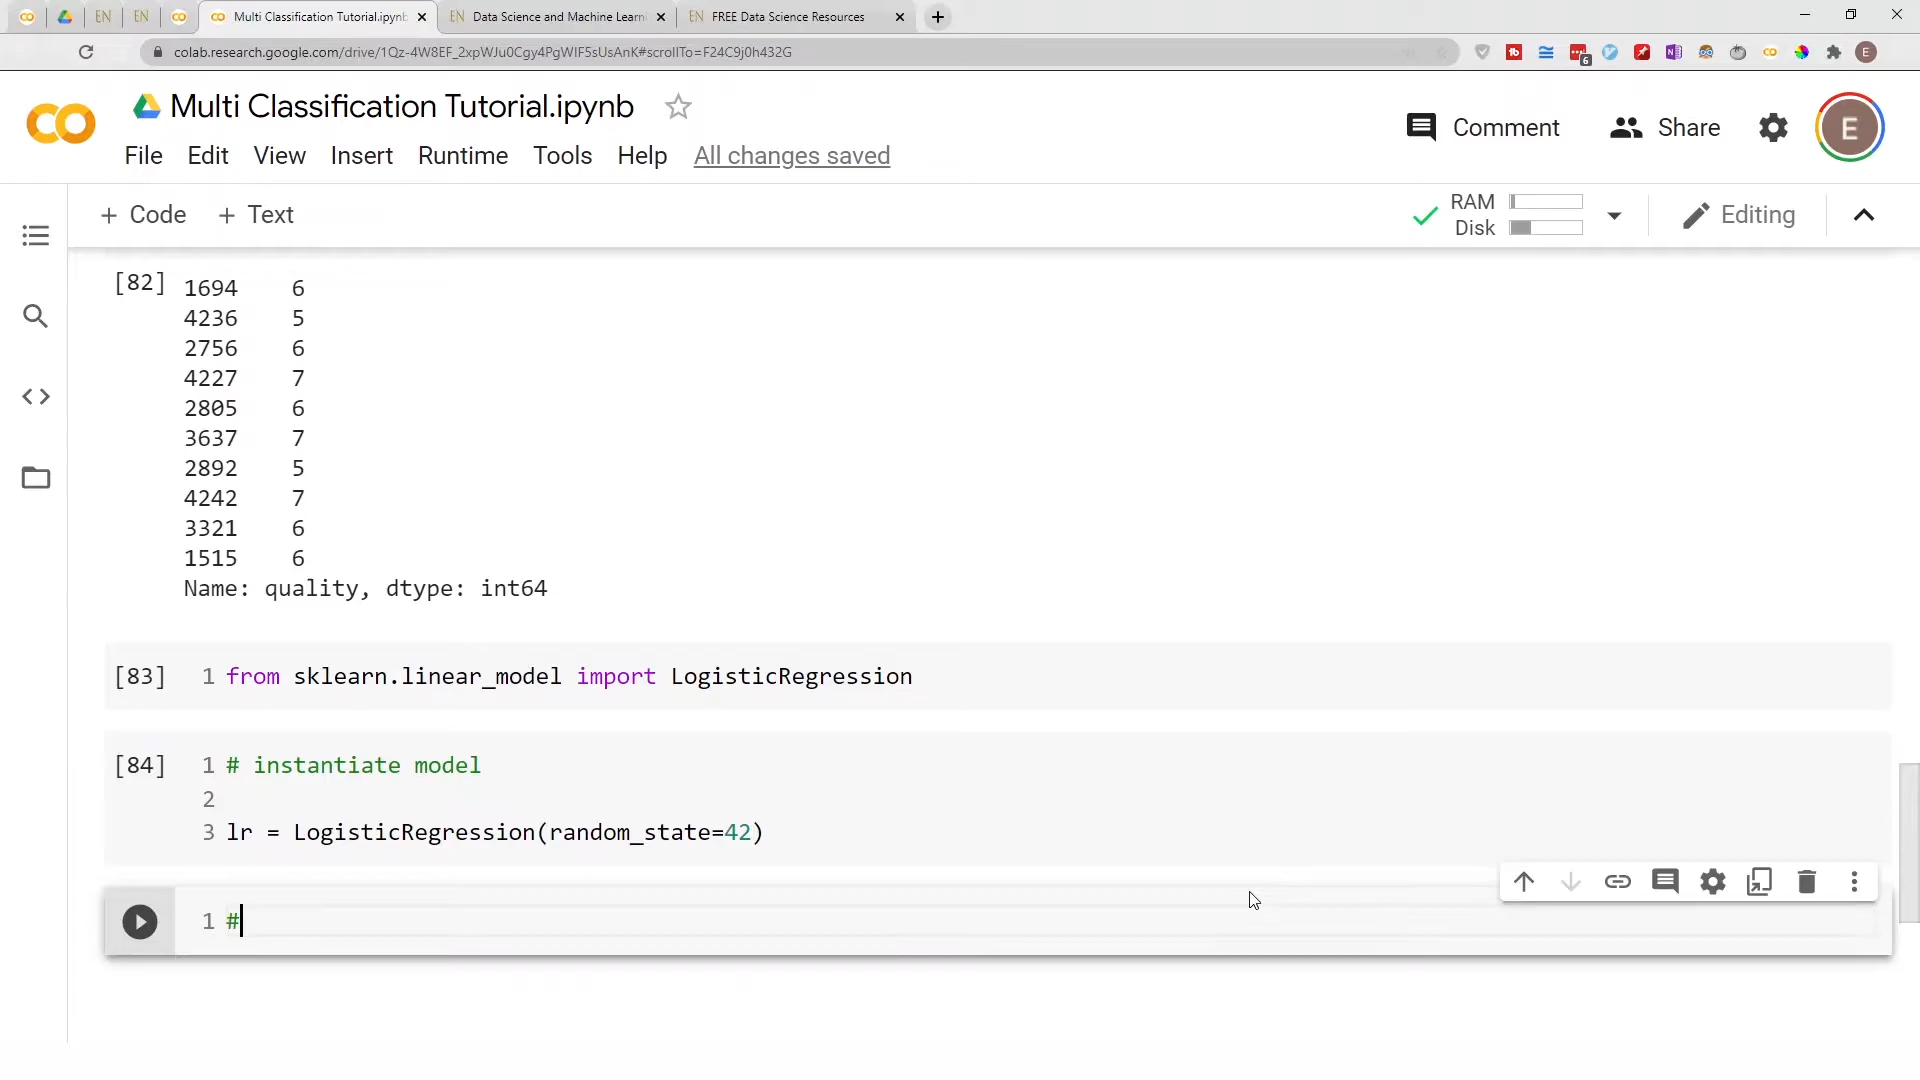 Multi Classification Tutorial.ipynb
Data Science and Machine Learni
FREE Data Science Resources
colab.research.google.com/drive/1Qz-4W8EF_2xpWJu0Cgy4PgWIF5sUsAnK#scrollTo=F24C9j0h432G
Multi Classification Tutorial.ipynb
Comment
Share
E
File Edit View Insert Runtime Tools Help All changes saved
+ Code + Text
RAM
Disk
Editing
[82] 1694 6
4236 5
2756 6
4227 7
2805 6
3637 7
2892 5
4242 7
3321 6
1515 6
Name: quality, dtype: int64
[83] 1 from sklearn.linear_model import LogisticRegression
[84] 1 # instantiate model
2
3 lr = LogisticRegression(random_state=42)
1 #